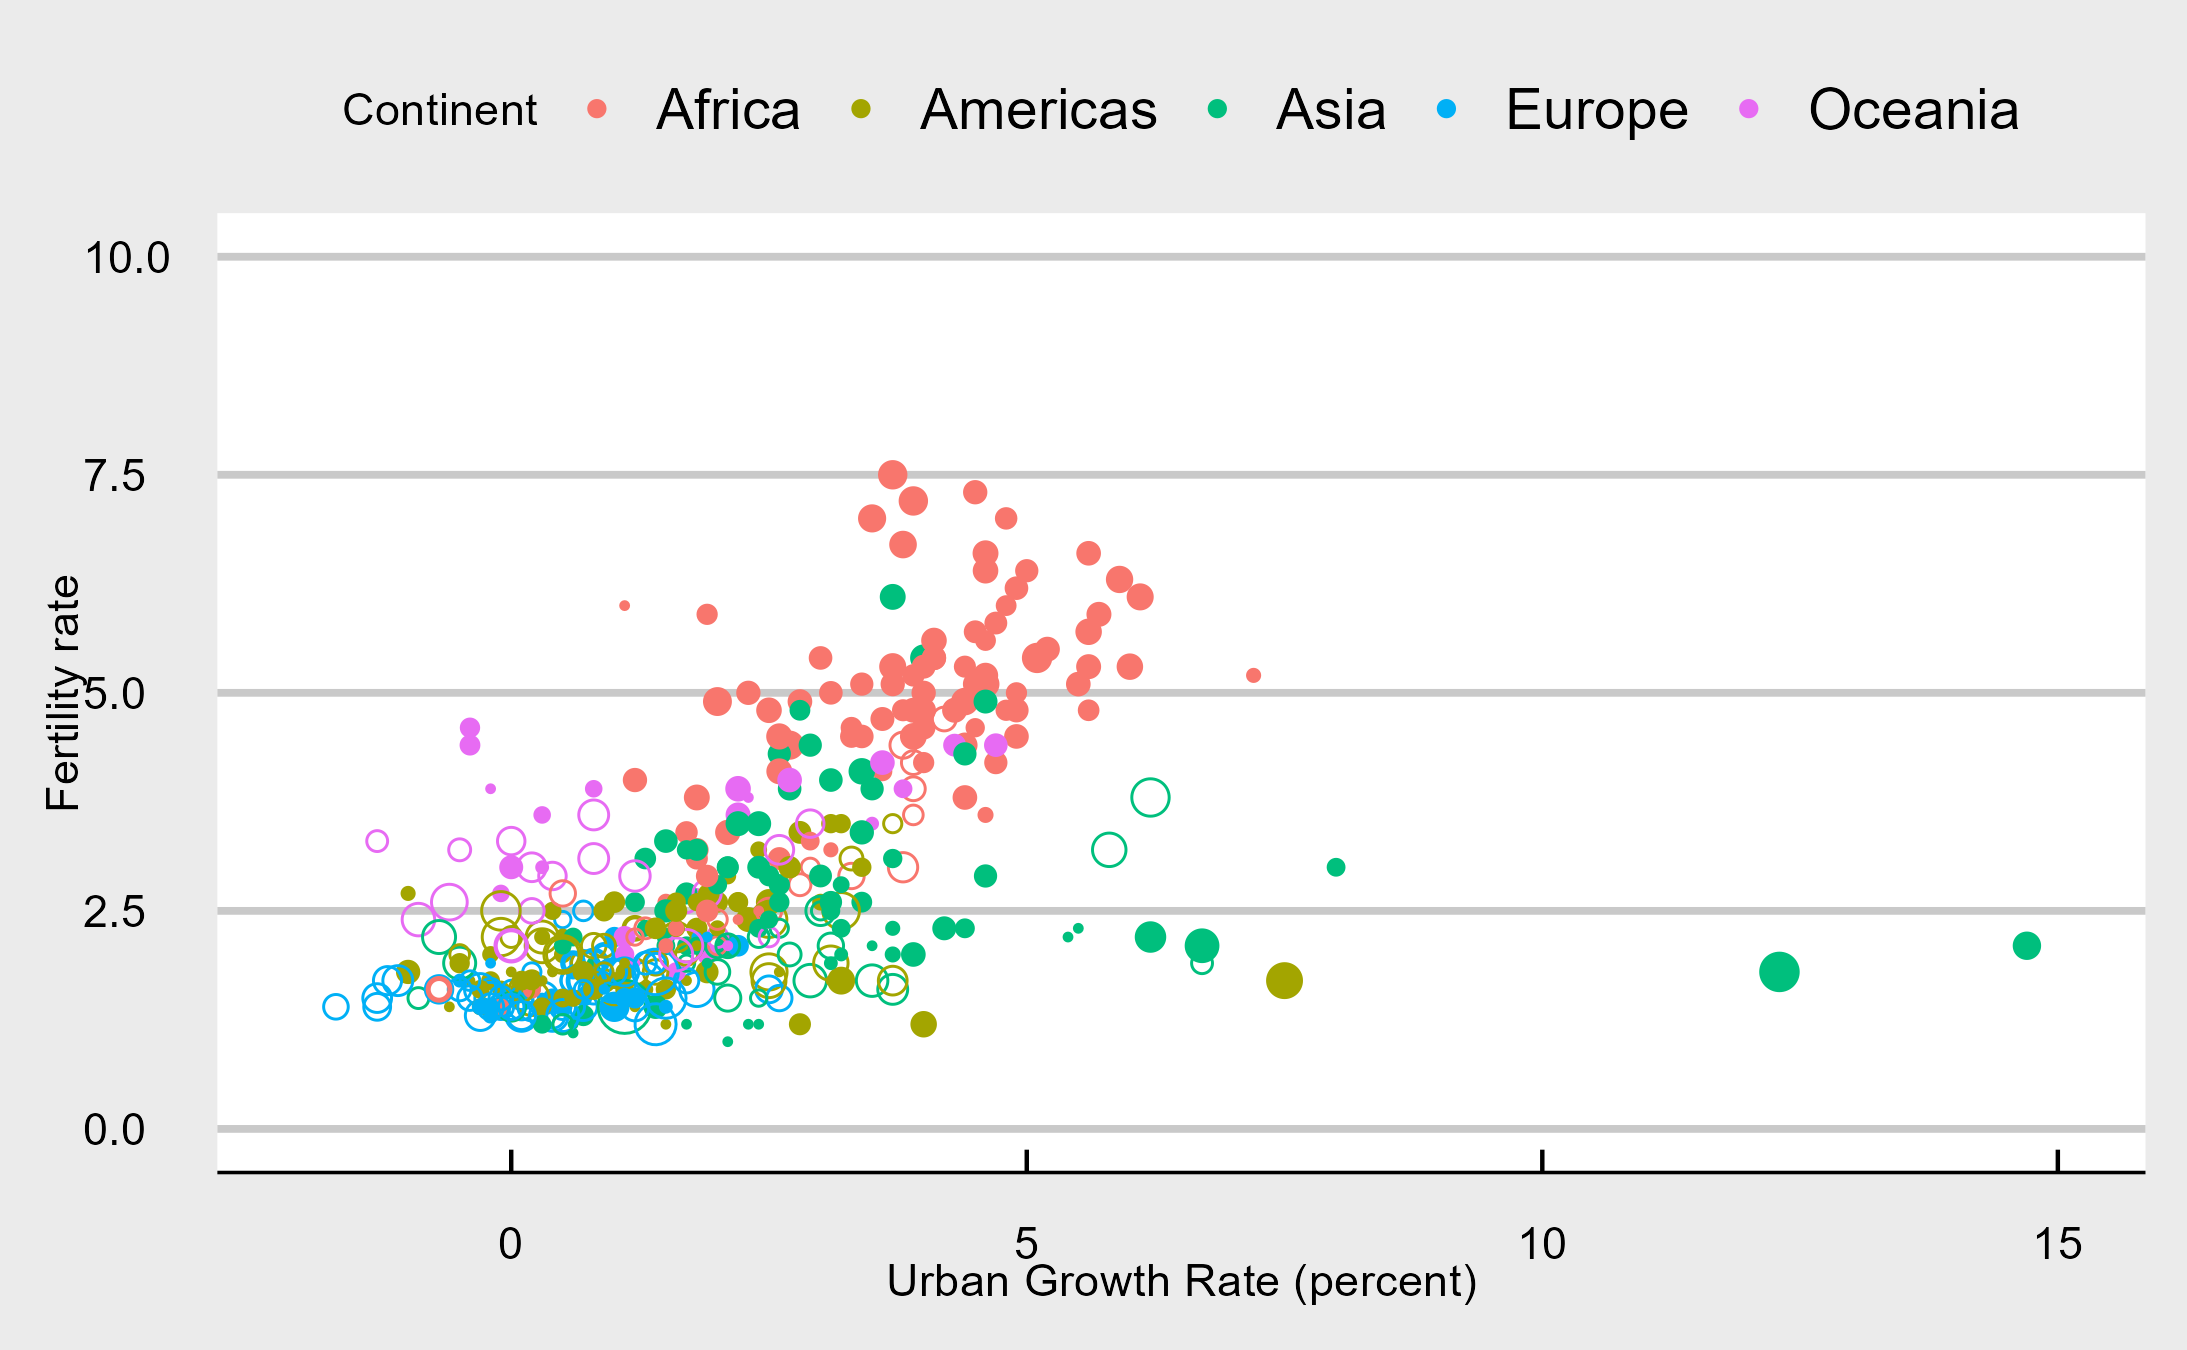 Continent Africa Americas Asia Europe Oceania
10.0
7.5
5.0
2.5
0.0
Fertility rate
0 5 10 15
Urban Growth Rate (percent)